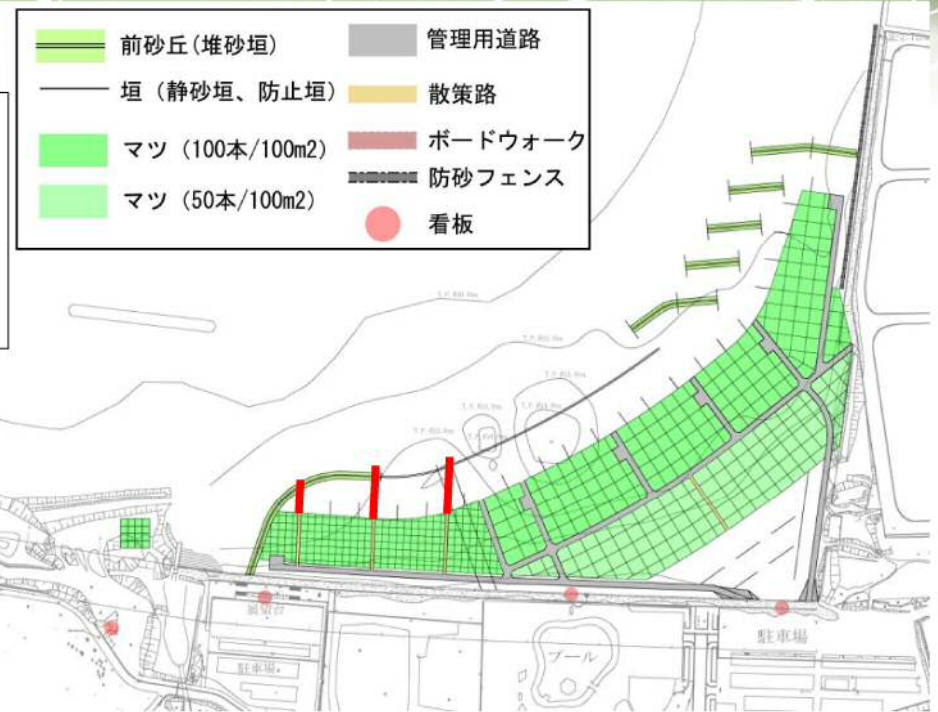 前砂丘(堆砂垣)
垣（静砂垣、防止垣）
マツ（100本/100m2）
マツ（50本/100m2）
管理用道路
散策路
ボードウォーク
防砂フェンス
看板
駐車場
プール
駐車場